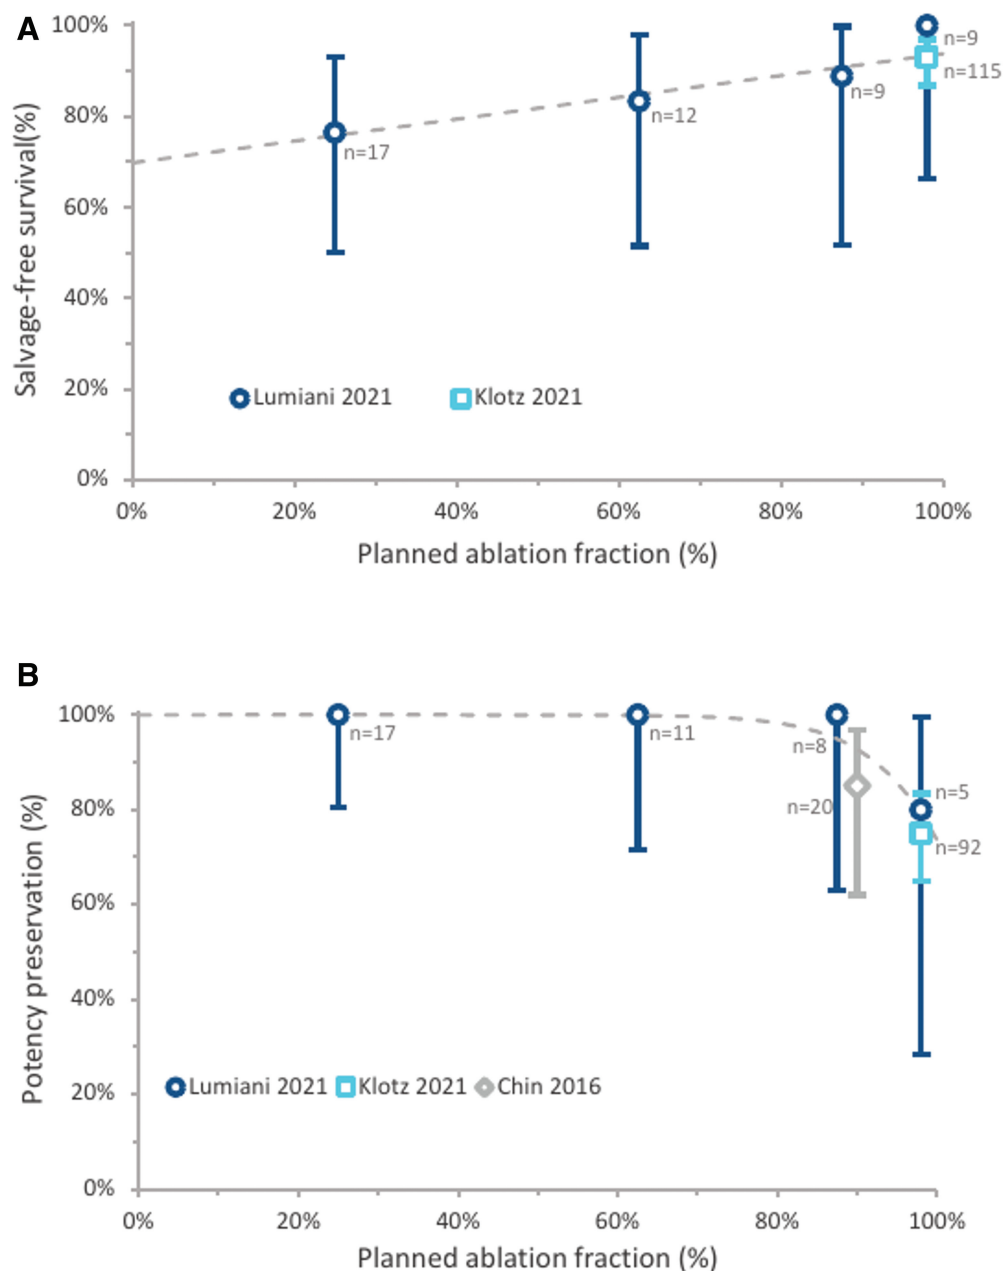 A
Salvage-free survival(%)
100%
80%
60%
40%
20%
0%
n=17
n=12
n=9
n=9
n=115
Lumiani 2021
Klotz 2021
0%
20%
40%
60%
80%
100%
Planned ablation fraction (%)
B
Potency preservation (%)
100%
80%
60%
40%
20%
0%
n=17
n=11
n=8
n=20
n=5
n=92
Lumiani 2021
Klotz 2021
Chin 2016
0%
20%
40%
60%
80%
100%
Planned ablation fraction (%)